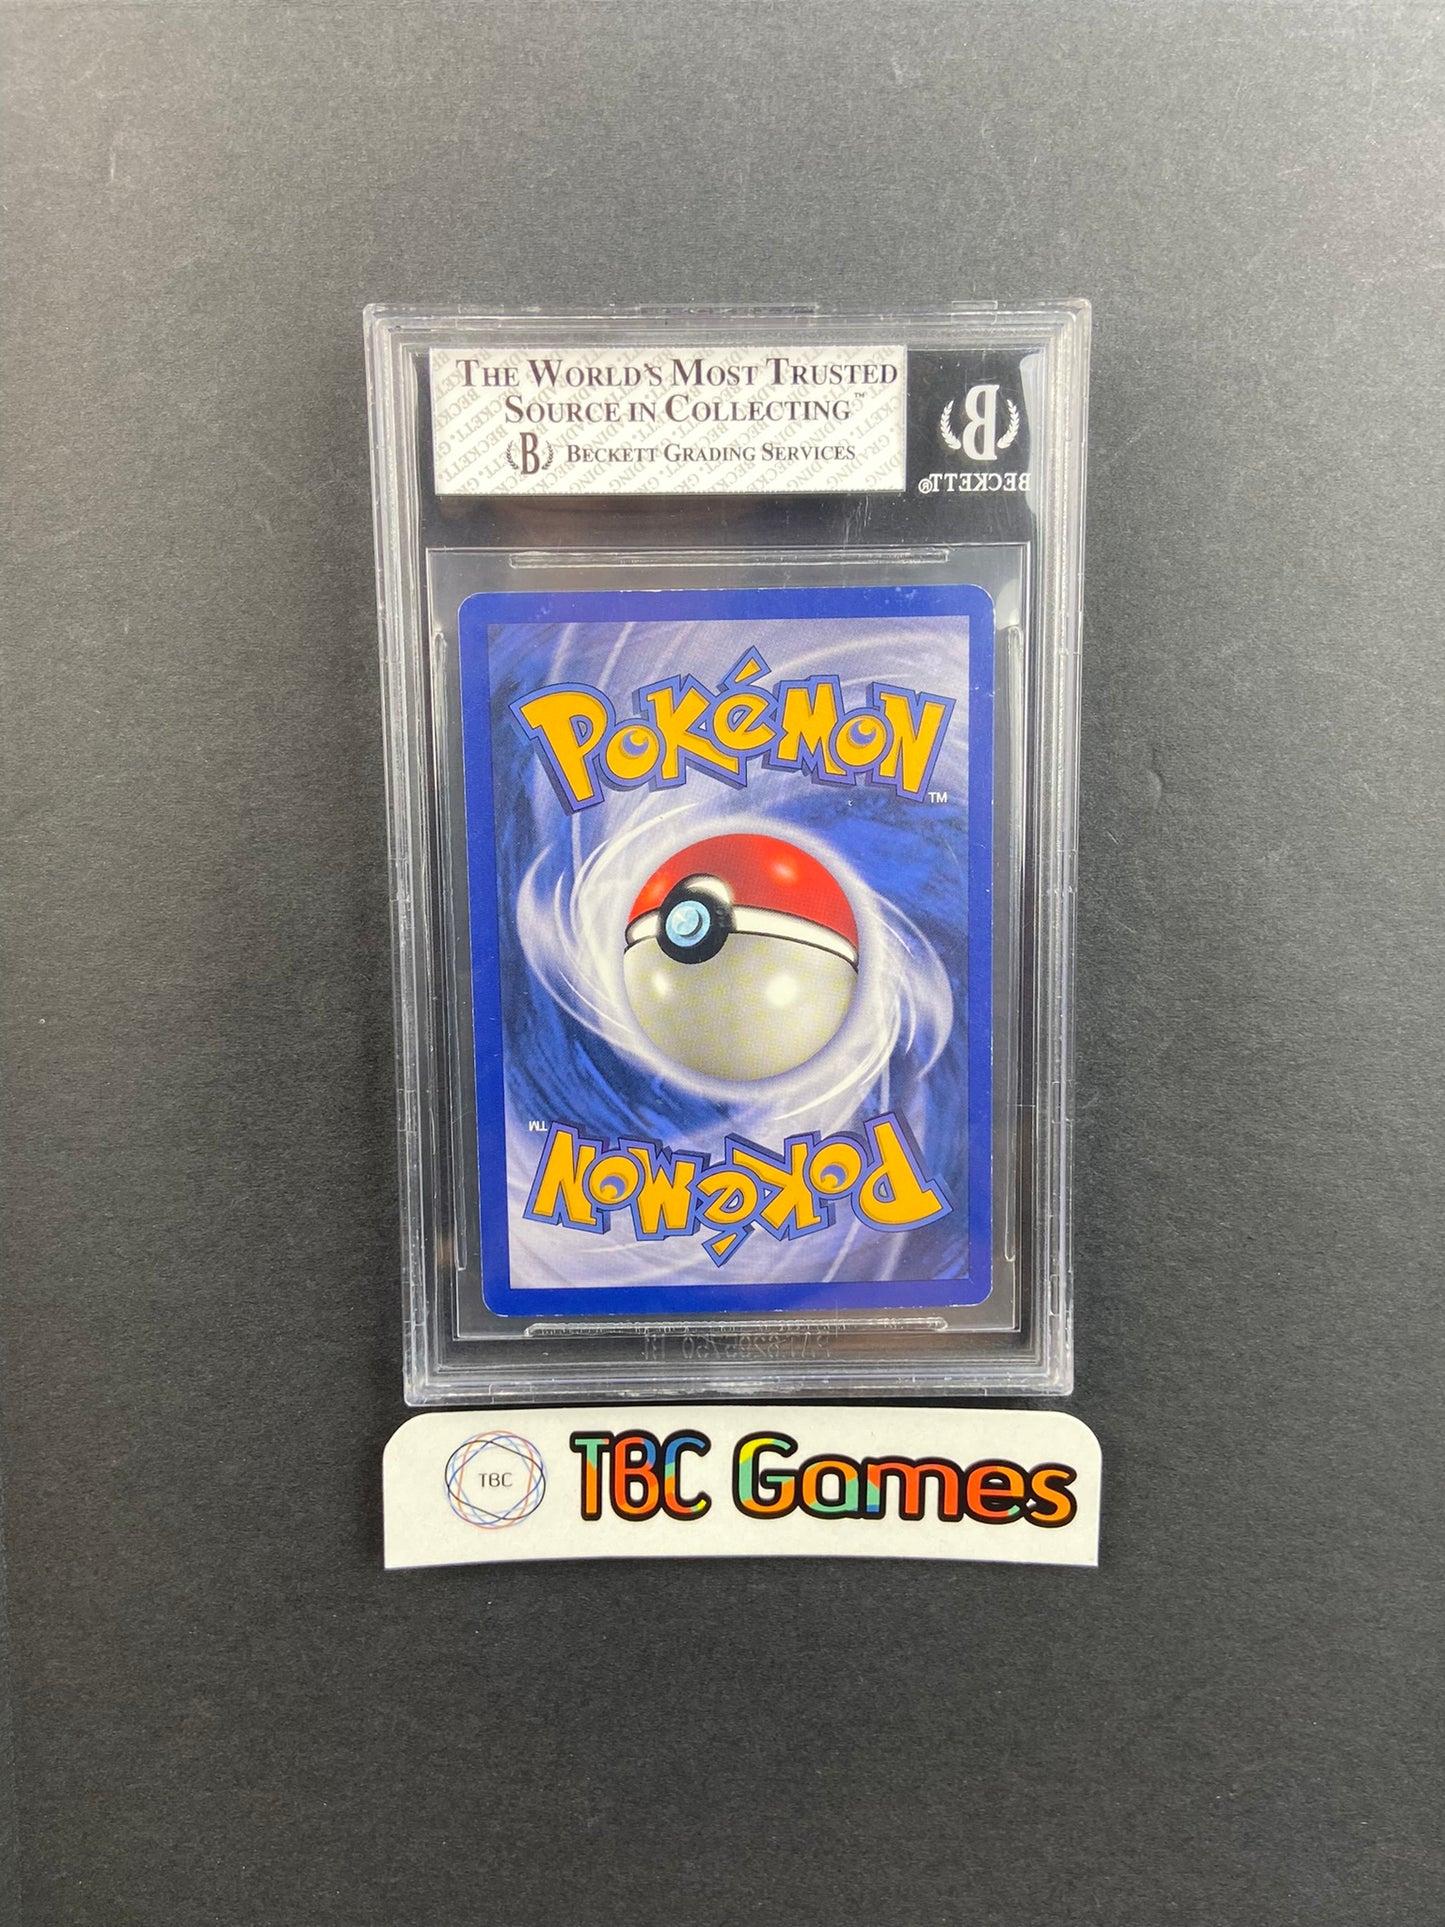 THE WORLD'S MOST TRUSTED
SOURCE IN COLLECTING™
B BECKETT GRADING SERVICES
B
BECKETT®
POKéMON
™
POKéMON
™
TBC
TBC Games